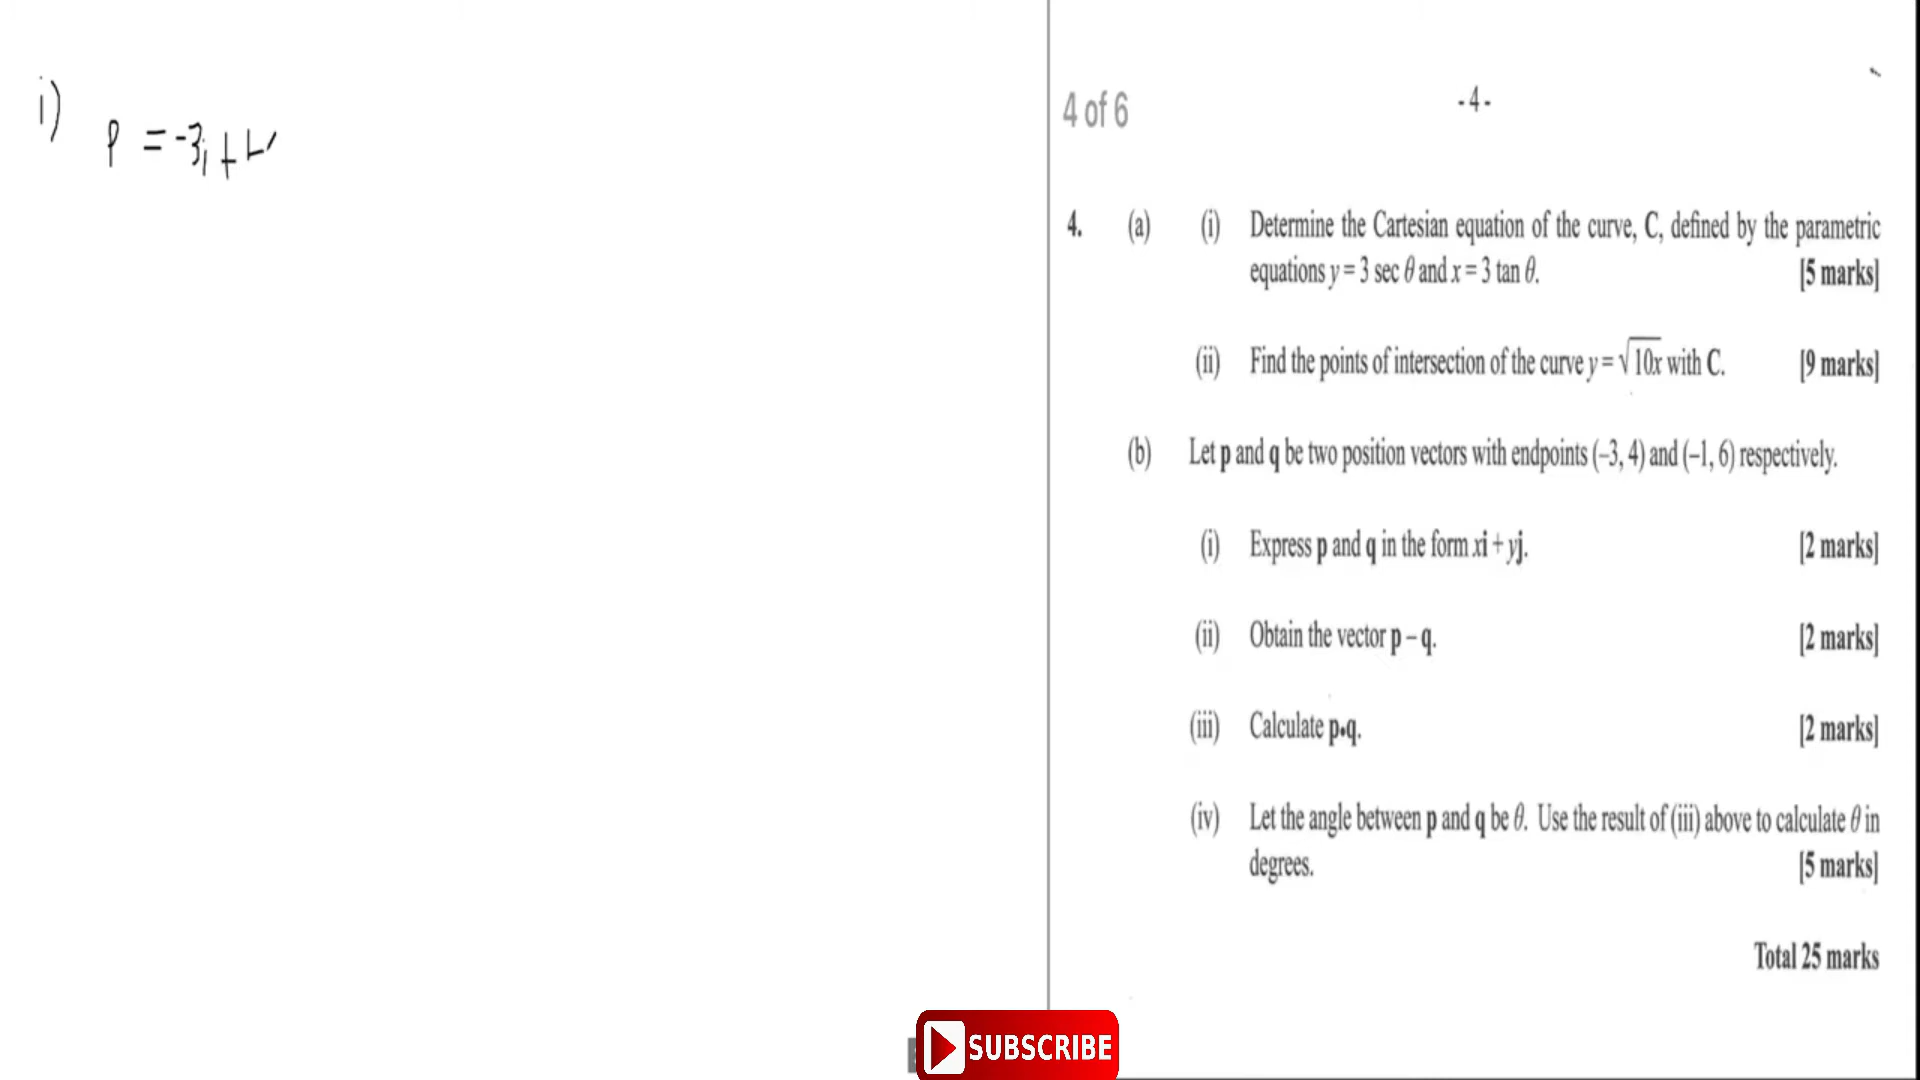 i)
p = -3i +
4 of 6
- 4 -
4. (a) (i) Determine the Cartesian equation of the curve, C, defined by the parametric
equations y = 3 sec θ and x = 3 tan θ. [5 marks]
(ii) Find the points of intersection of the curve y = √10x with C. [9 marks]
(b) Let p and q be two position vectors with endpoints (–3, 4) and (–1, 6) respectively.
(i) Express p and q in the form xi + yj. [2 marks]
(ii) Obtain the vector p – q. [2 marks]
(iii) Calculate p•q. [2 marks]
(iv) Let the angle between p and q be θ. Use the result of (iii) above to calculate θ in
degrees. [5 marks]
Total 25 marks
SUBSCRIBE